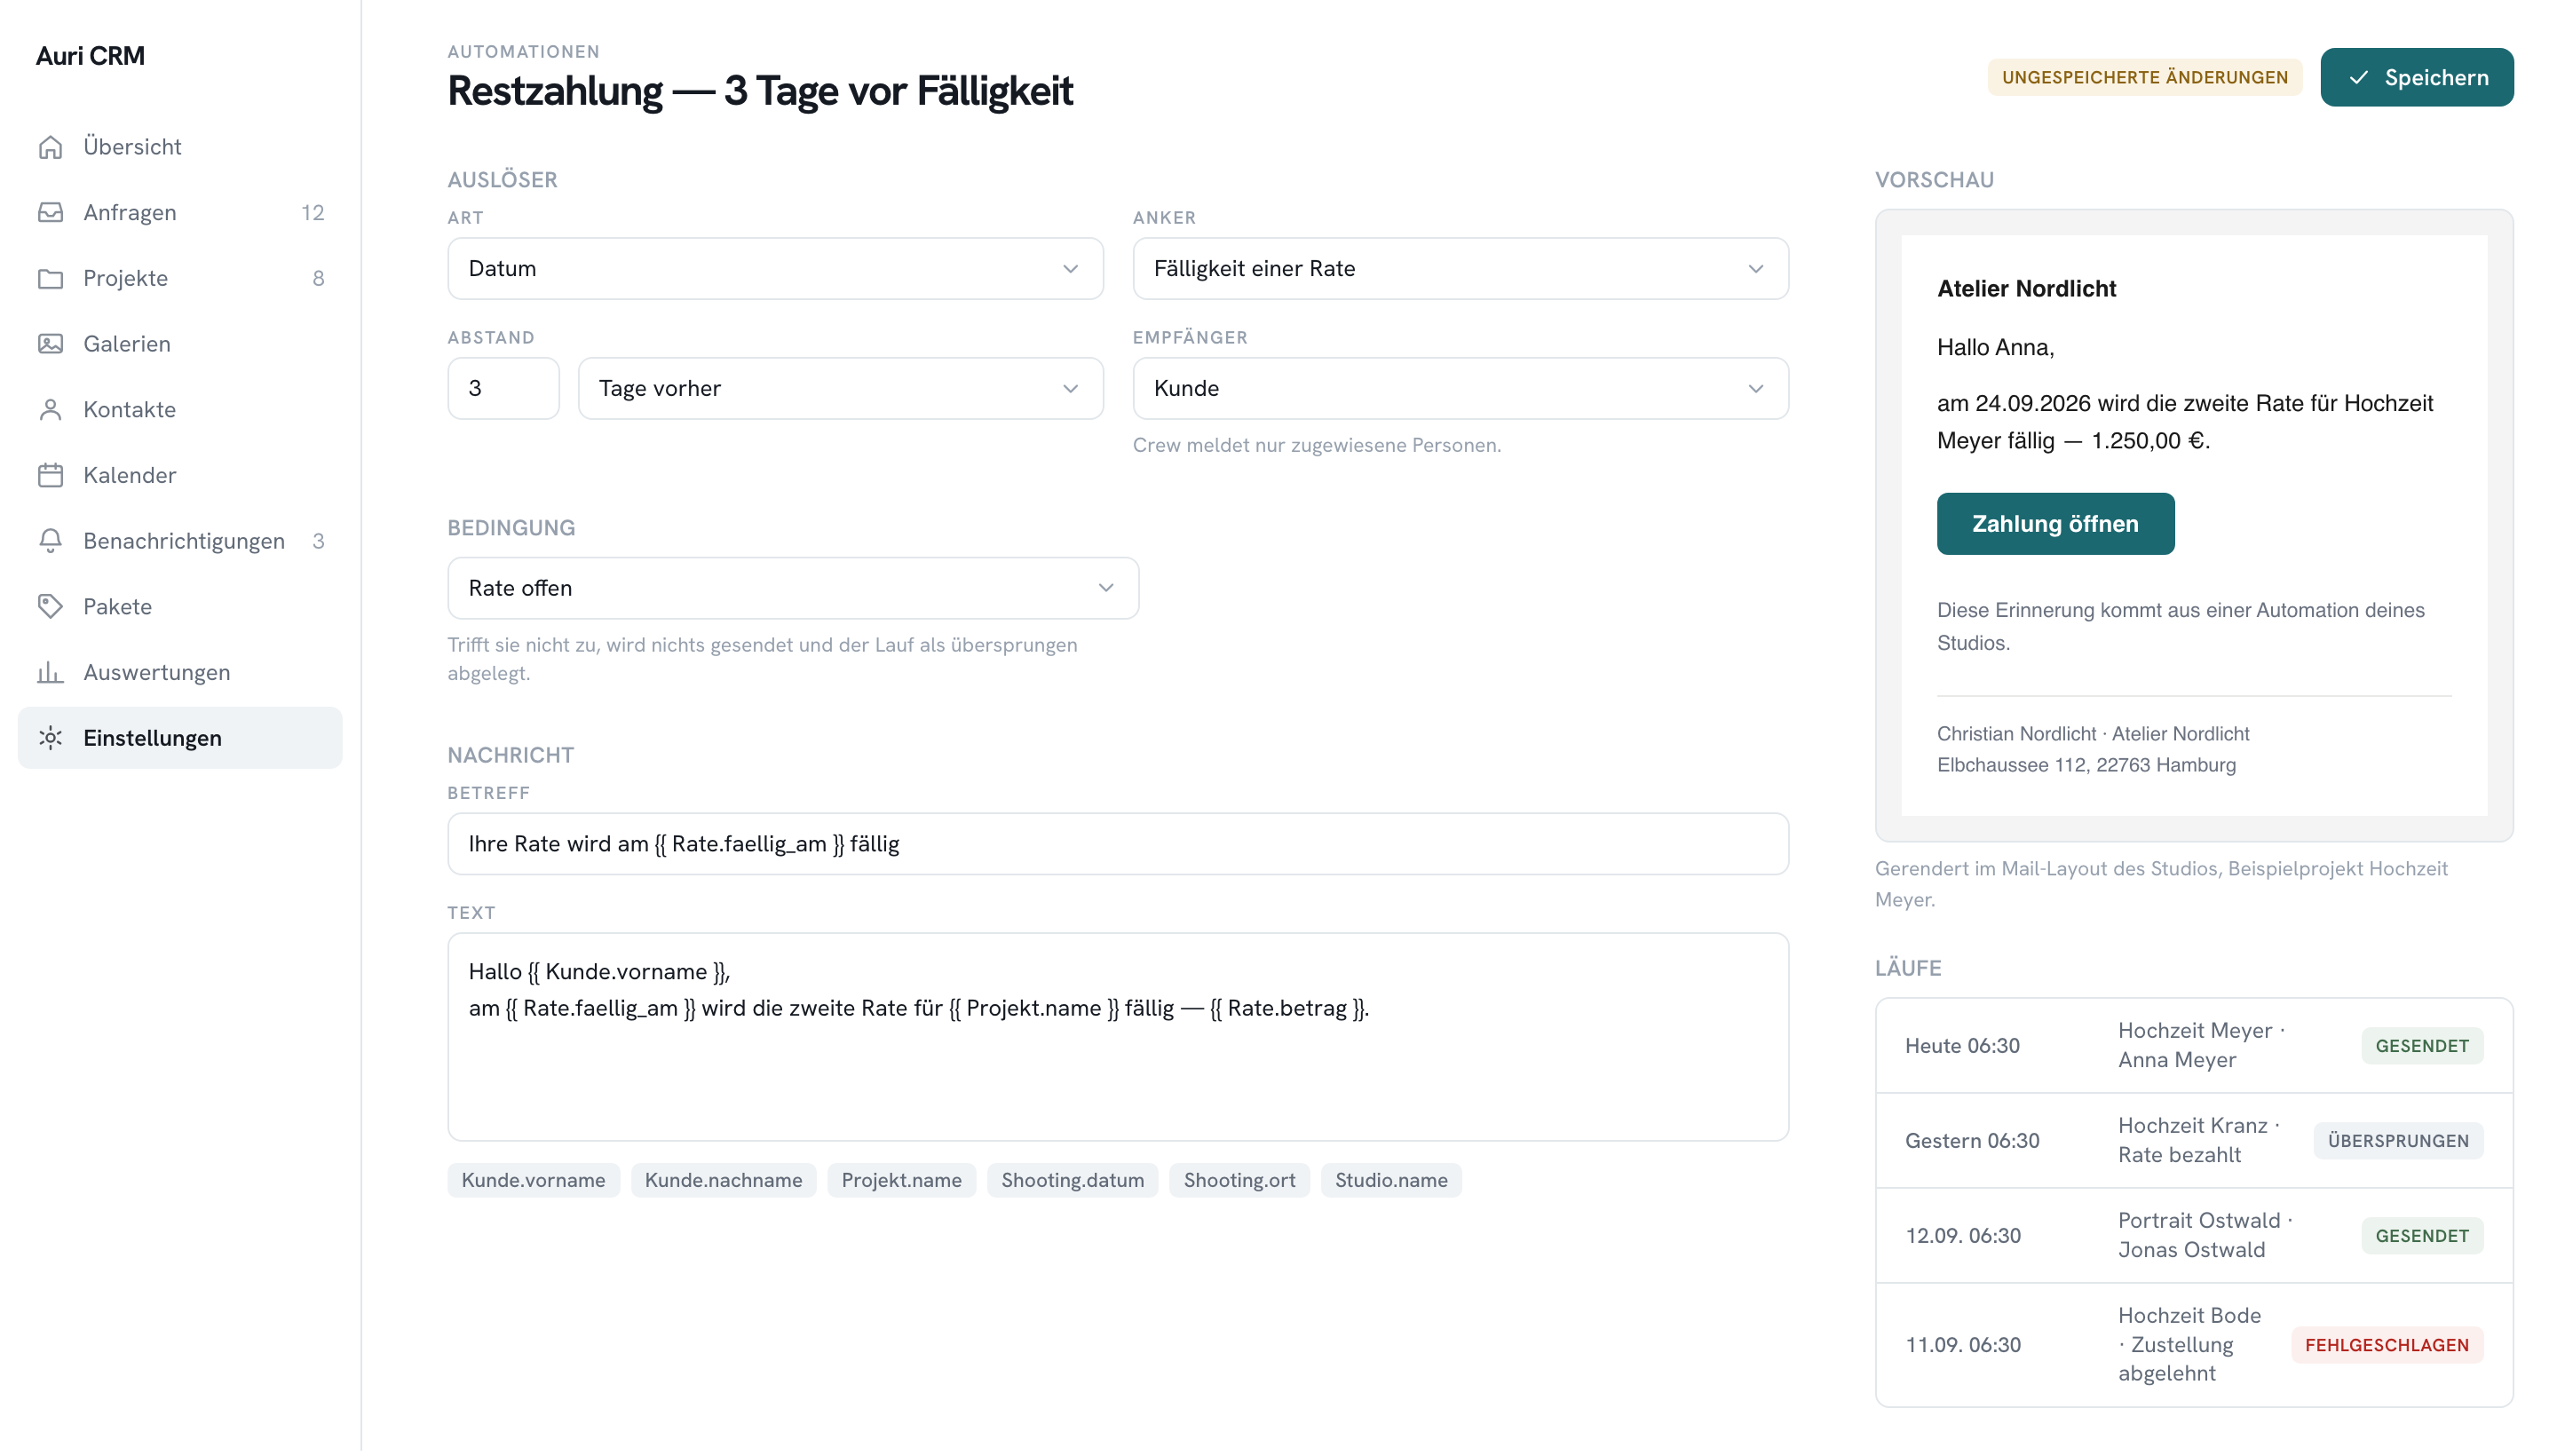 Auri CRM
Übersicht
Anfragen 12
Projekte 8
Galerien
Kontakte
Kalender
Benachrichtigungen 3
Pakete
Auswertungen
Einstellungen
AUTOMATIONEN
Restzahlung — 3 Tage vor Fälligkeit
UNGESPEICHERTE ÄNDERUNGEN
Speichern
AUSLÖSER
ART
Datum
ANKER
Fälligkeit einer Rate
ABSTAND
3
Tage vorher
EMPFÄNGER
Kunde
Crew meldet nur zugewiesene Personen.
BEDINGUNG
Rate offen
Trifft sie nicht zu, wird nichts gesendet und der Lauf als übersprungen
abgelegt.
NACHRICHT
BETREFF
Ihre Rate wird am {{ Rate.faellig_am }} fällig
TEXT
Hallo {{ Kunde.vorname }},
am {{ Rate.faellig_am }} wird die zweite Rate für {{ Projekt.name }} fällig — {{ Rate.betrag }}.
Kunde.vorname Kunde.nachname Projekt.name Shooting.datum Shooting.ort Studio.name
VORSCHAU
Atelier Nordlicht
Hallo Anna,
am 24.09.2026 wird die zweite Rate für Hochzeit
Meyer fällig — 1.250,00 €.
Zahlung öffnen
Diese Erinnerung kommt aus einer Automation deines
Studios.
Christian Nordlicht · Atelier Nordlicht
Elbchaussee 112, 22763 Hamburg
Gerendert im Mail-Layout des Studios, Beispielprojekt Hochzeit
Meyer.
LÄUFE
Heute 06:30
Hochzeit Meyer ·
Anna Meyer
GESENDET
Gestern 06:30
Hochzeit Kranz ·
Rate bezahlt
ÜBERSPRUNGEN
12.09. 06:30
Portrait Ostwald ·
Jonas Ostwald
GESENDET
11.09. 06:30
Hochzeit Bode
· Zustellung
abgelehnt
FEHLGESCHLAGEN